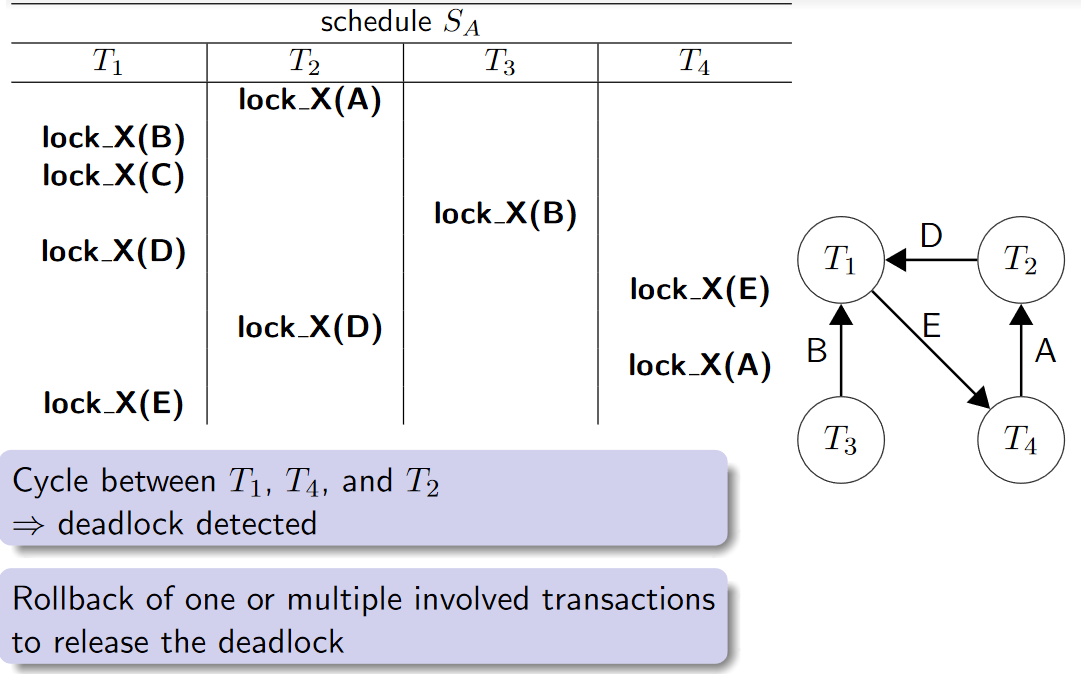 schedule S_A
T_1 T_2 T_3 T_4
lock_X(A)
lock_X(B)
lock_X(C)
lock_X(B)
lock_X(D)
lock_X(E)
lock_X(D)
lock_X(A)
lock_X(E)
T_1 D T_2
B E A
T_3 T_4
Cycle between T_1, T_4, and T_2
⇒ deadlock detected
Rollback of one or multiple involved transactions
to release the deadlock